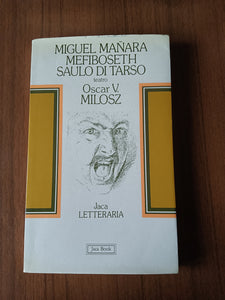 MIGUEL MAÑARA
MEFIBOSETH
SAULO DI TARSO
teatro
Oscar V.
MILOSZ
Jaca
LETTERARIA
Jaca Book